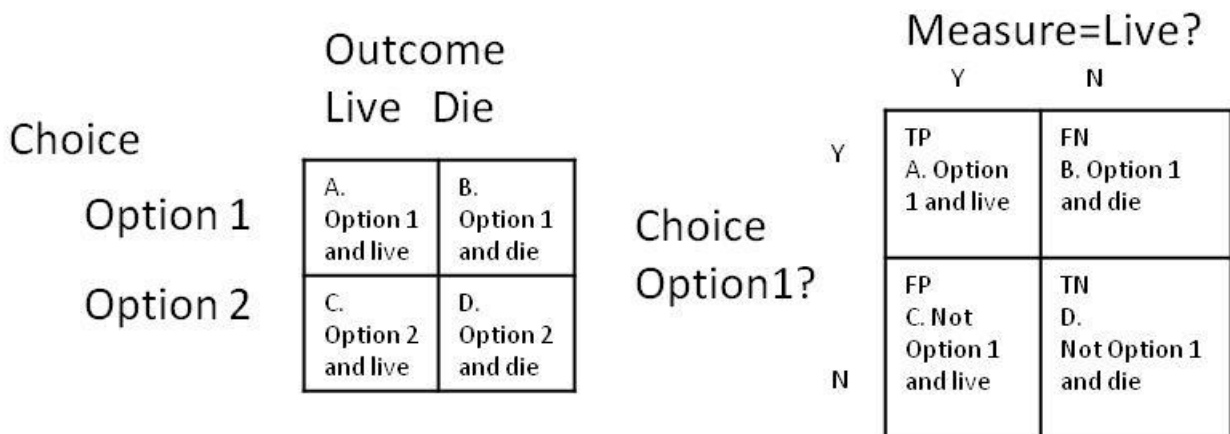 Outcome
Live Die
Choice
Option 1
Option 2
A.
Option 1
and live
B.
Option 1
and die
C.
Option 2
and live
D.
Option 2
and die
Measure=Live?
Y N
Choice
Option1?
Y
N
TP
A. Option
1 and live
FN
B. Option 1
and die
FP
C. Not
Option 1
and live
TN
D.
Not Option 1
and die